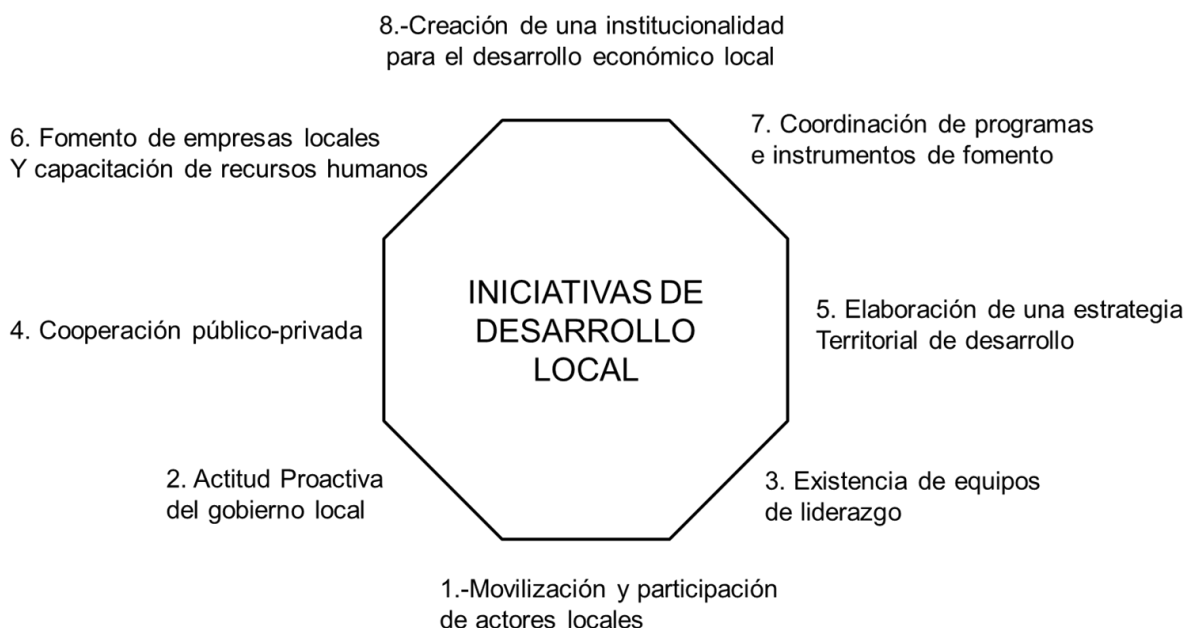 8.-Creación de una institucionalidad
para el desarrollo económico local
6. Fomento de empresas locales
Y capacitación de recursos humanos
7. Coordinación de programas
e instrumentos de fomento
INICIATIVAS DE
DESARROLLO
LOCAL
4. Cooperación público-privada
5. Elaboración de una estrategia
Territorial de desarrollo
2. Actitud Proactiva
del gobierno local
3. Existencia de equipos
de liderazgo
1.-Movilización y participación
de actores locales